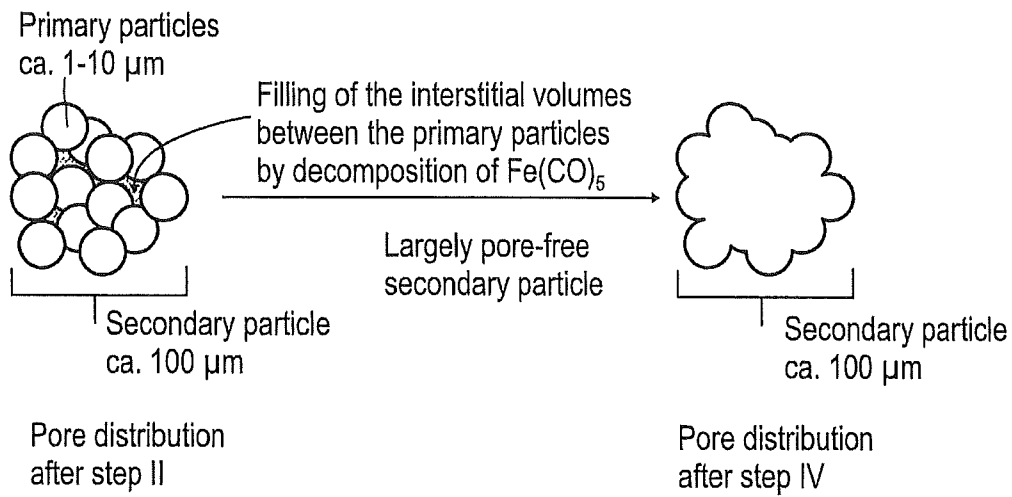 Primary particles
ca. 1-10 µm
Filling of the interstitial volumes
between the primary particles
by decomposition of Fe(CO)5
Largely pore-free
secondary particle
Secondary particle
ca. 100 µm
Secondary particle
ca. 100 µm
Pore distribution
after step II
Pore distribution
after step IV